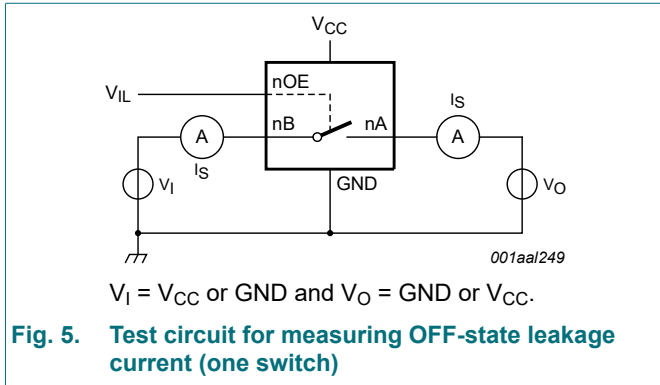 VCC
nOE
VIL
IS
nB
nA
A
A
IS
VI
GND
VO
001aal249
VI = VCC or GND and VO = GND or VCC.
Fig. 5. Test circuit for measuring OFF-state leakage
current (one switch)